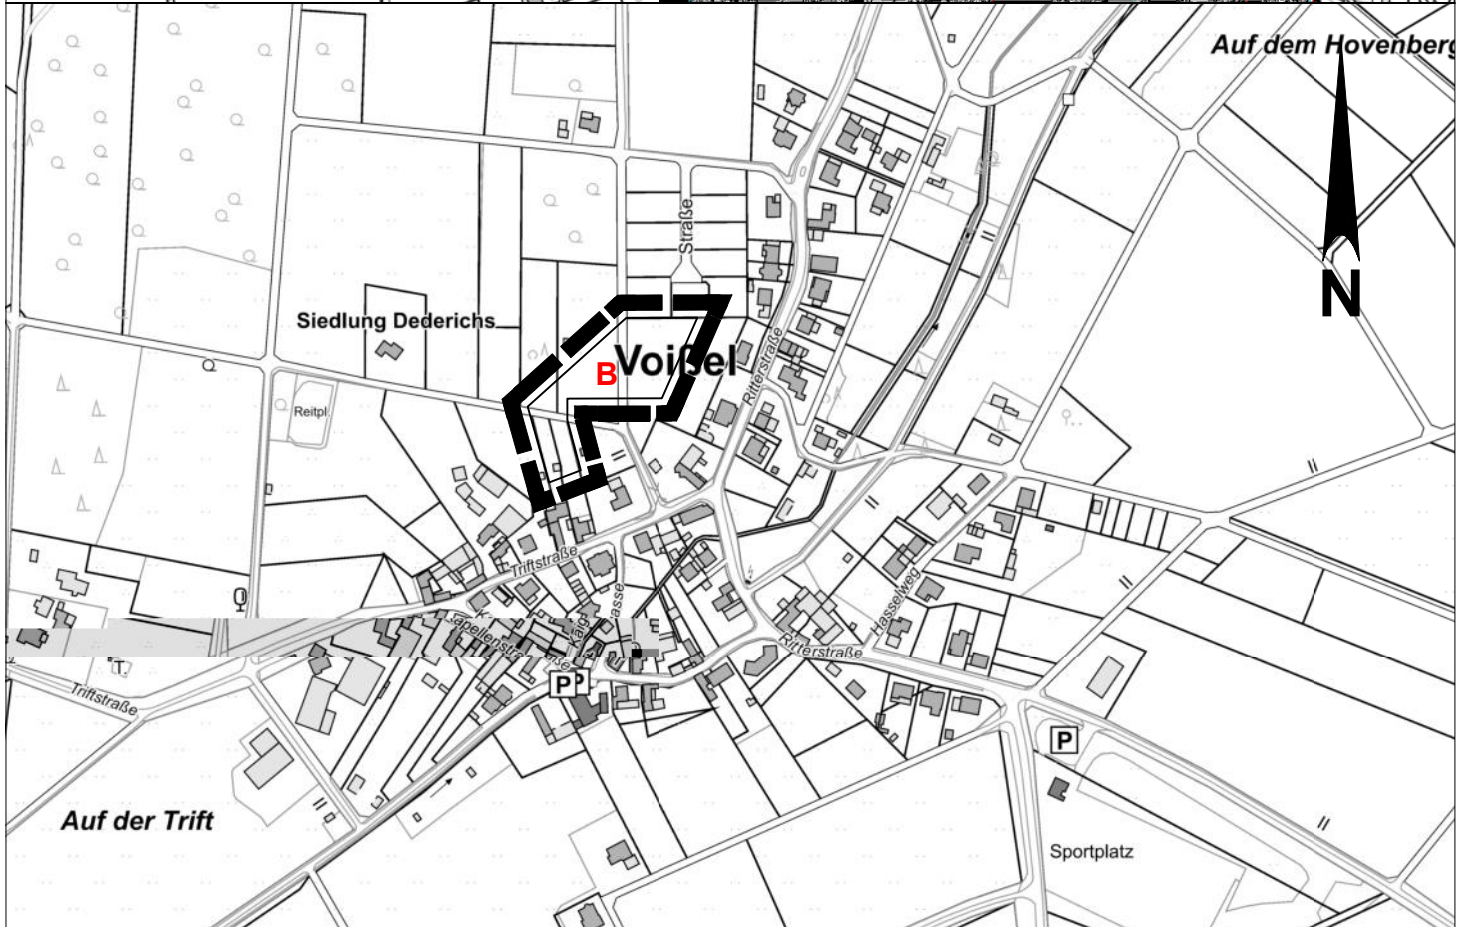 Auf dem Hovenberg
N
Straße
Siedlung Dederichs
Voißel
B
Ritterstraße
Reitpl.
Triftstraße
Hasselweg
Kapellenstraße
Ritterstraße
T
Triftstraße
P
P
P
Auf der Trift
Sportplatz